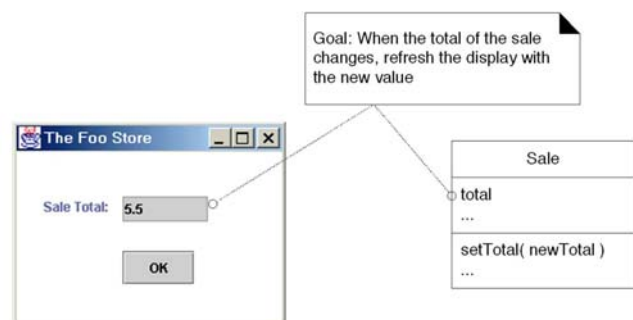 Goal: When the total of the sale
changes, refresh the display with
the new value
The Foo Store
Sale Total: 5.5
OK
Sale
total
...
setTotal( newTotal )
...